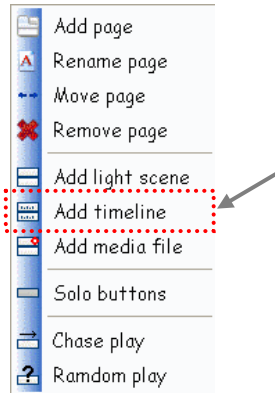 Add page
Rename page
Move page
Remove page
Add light scene
Add timeline
Add media file
Solo buttons
Chase play
Ramdom play